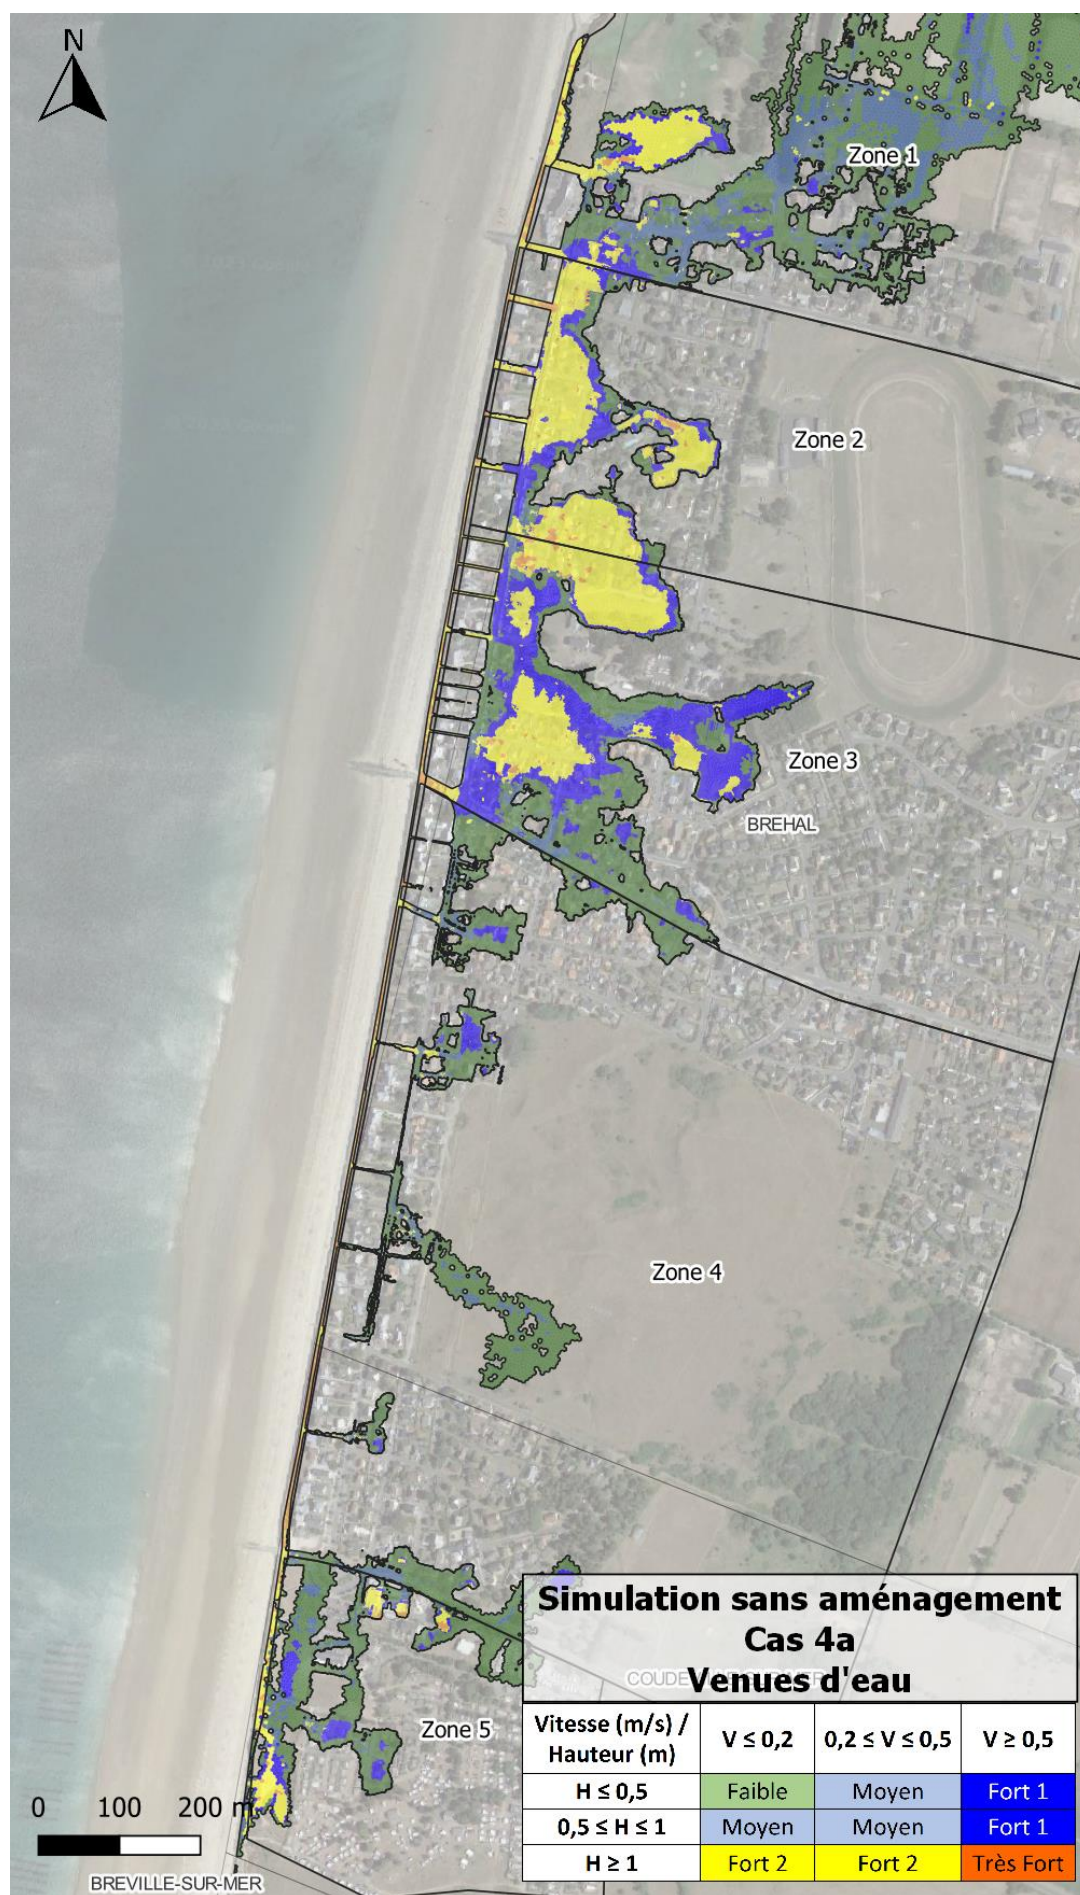 N
Zone 1
Zone 2
Zone 3
BREHAL
Zone 4
Zone 5
Simulation sans aménagement
Cas 4a
Venues d'eau
Vitesse (m/s) /
Hauteur (m)
V ≤ 0,2
0,2 ≤ V ≤ 0,5
V ≥ 0,5
H ≤ 0,5
Faible
Moyen
Fort 1
0,5 ≤ H ≤ 1
Moyen
Moyen
Fort 1
H ≥ 1
Fort 2
Fort 2
Très Fort
0 100 200 m
BREVILLE-SUR-MER